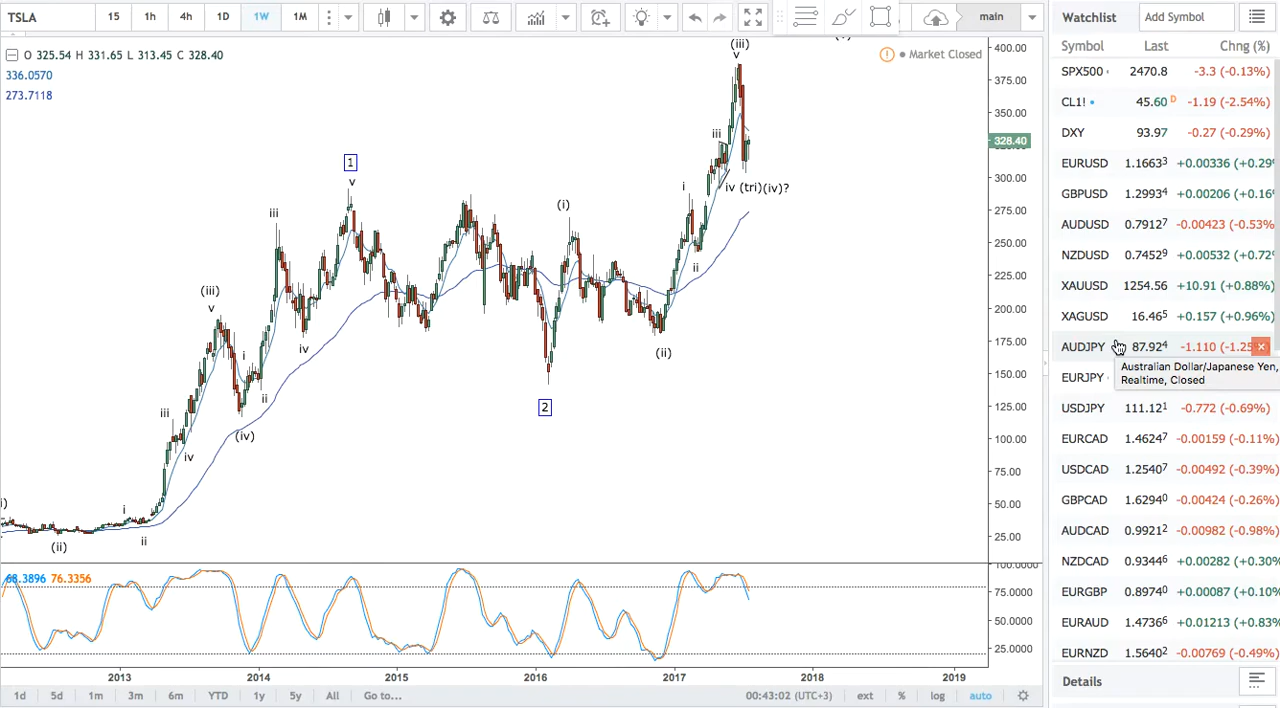 TSLA 15 1h 4h 1D 1W 1M main
O 325.54 H 331.65 L 313.45 C 328.40
336.0570
273.7118
Market Closed
(iii)
v
iii
iv (tri)(iv)?
i
ii
1
v
(i)
iii
(iii)
v
iv
i
ii
iii
2
(ii)
(iv)
iv
i
ii
(ii)
400.00
375.00
350.00
328.40
300.00
275.00
250.00
225.00
200.00
175.00
150.00
125.00
100.00
75.00
50.00
25.00
68.3896 76.3356
100.0000
75.0000
50.0000
25.0000
2013 2014 2015 2016 2017 2018 2019
1d 5d 1m 3m 6m YTD 1y 5y All Go to... 00:43:02 (UTC+3) ext % log auto
Watchlist Add Symbol
Symbol Last Chng (%)
SPX500 2470.8 -3.3 (-0.13%)
CL1! 45.60 D -1.19 (-2.54%)
DXY 93.97 -0.27 (-0.29%)
EURUSD 1.16633 +0.00336 (+0.29%
GBPUSD 1.29934 +0.00206 (+0.16%
AUDUSD 0.79127 -0.00423 (-0.53%
NZDUSD 0.74529 +0.00532 (+0.72%
XAUUSD 1254.56 +10.91 (+0.88%)
XAGUSD 16.465 +0.157 (+0.96%)
AUDJPY 87.924 -1.110 (-1.25
Australian Dollar/Japanese Yen,
Realtime, Closed
EURJPY
USDJPY 111.121 -0.772 (-0.69%)
EURCAD 1.46247 -0.00159 (-0.11%
USDCAD 1.25407 -0.00492 (-0.39%
GBPCAD 1.62940 -0.00424 (-0.26%
AUDCAD 0.99212 -0.00982 (-0.98%
NZDCAD 0.93446 +0.00282 (+0.30%
EURGBP 0.89740 +0.00087 (+0.10%
EURAUD 1.47366 +0.01213 (+0.83%
EURNZD 1.56402 -0.00769 (-0.49%
Details